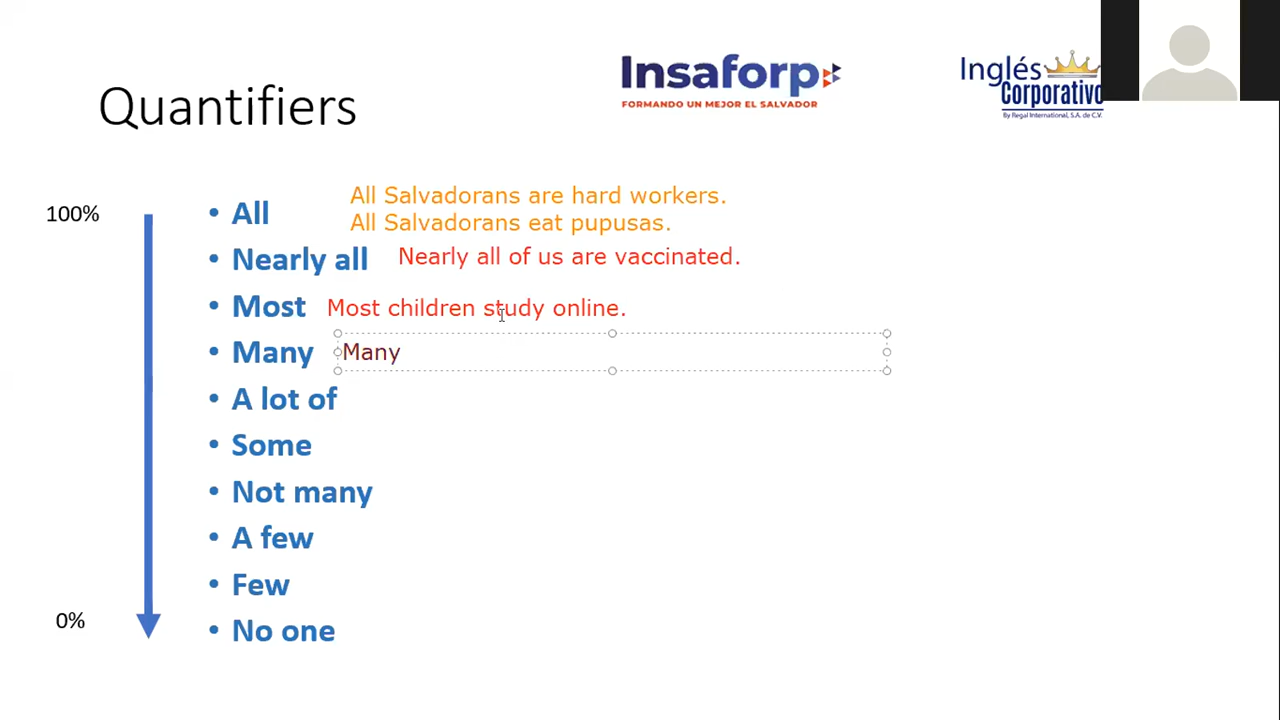 Insaforp
FORMANDO UN MEJOR EL SALVADOR
Inglés
Corporativo
By Regal International, S.A. de C.V.
Quantifiers
100%
• All
All Salvadorans are hard workers.
All Salvadorans eat pupusas.
• Nearly all
Nearly all of us are vaccinated.
• Most
Most children study online.
• Many
Many
• A lot of
• Some
• Not many
• A few
• Few
0%
• No one